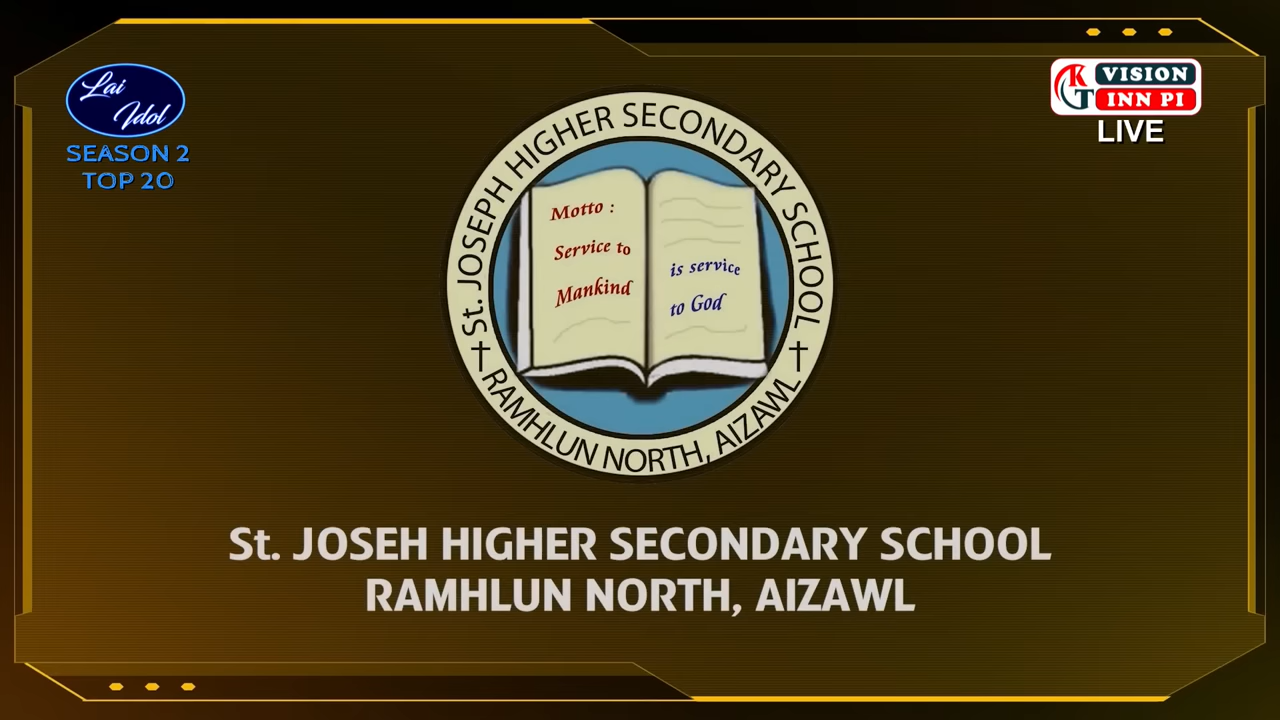 Lai
Idol
SEASON 2
TOP 20
KT VISION
INN PI
LIVE
St. JOSEPH HIGHER SECONDARY SCHOOL
Motto :
Service to
Mankind
is service
to God
RAMHLUN NORTH, AIZAWL
St. JOSEH HIGHER SECONDARY SCHOOL
RAMHLUN NORTH, AIZAWL